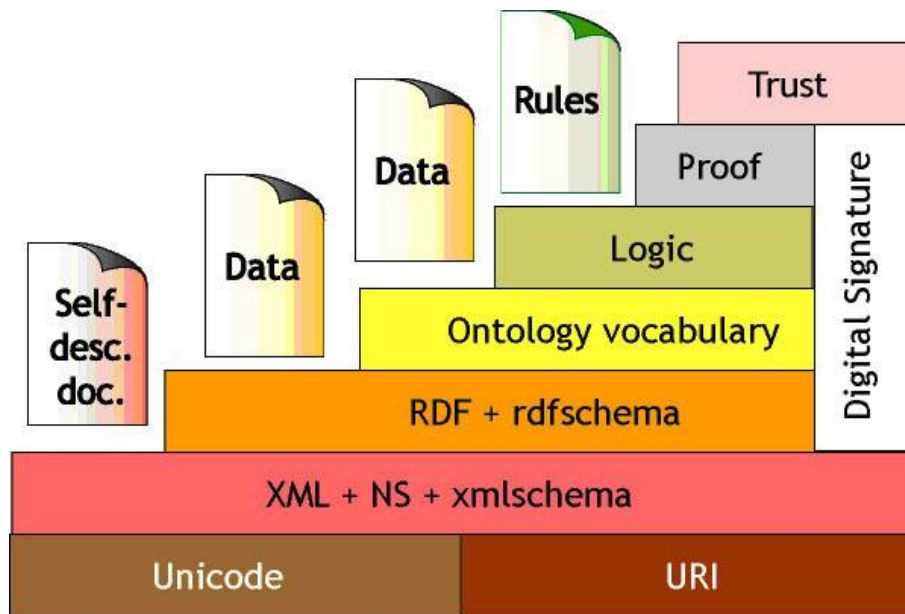 Rules
Trust
Data
Proof
Data
Logic
Self-
desc.
doc.
Ontology vocabulary
Digital Signature
RDF + rdfschema
XML + NS + xmlschema
Unicode
URI